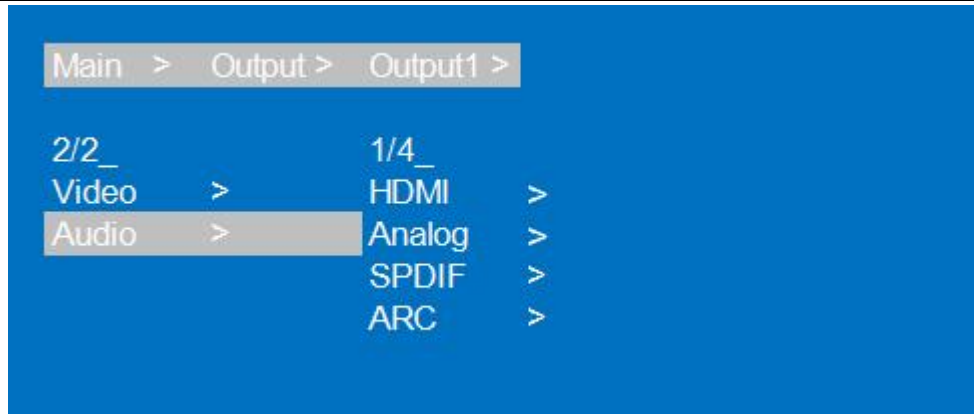 Main > Output > Output1 >
2/2_ 1/4_
Video > HDMI >
Audio > Analog >
SPDIF >
ARC >